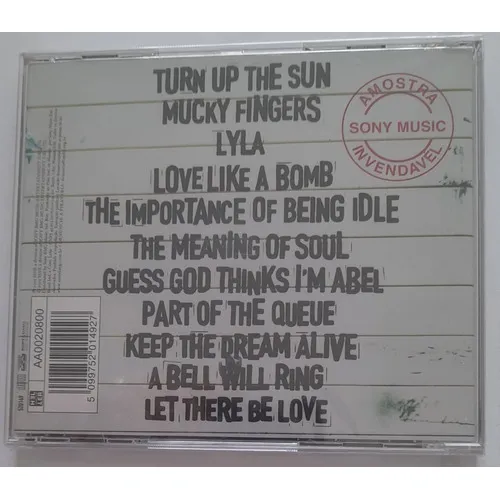 TURN UP THE SUN
MUCKY FINGERS
LYLA
LOVE LIKE A BOMB
THE IMPORTANCE OF BEING IDLE
THE MEANING OF SOUL
GUESS GOD THINKS I'M ABEL
PART OF THE QUEUE
KEEP THE DREAM ALIVE
A BELL WILL RING
LET THERE BE LOVE
AMOSTRA
SONY MUSIC
INVENDAVEL
AA0020800
5 099752 014927